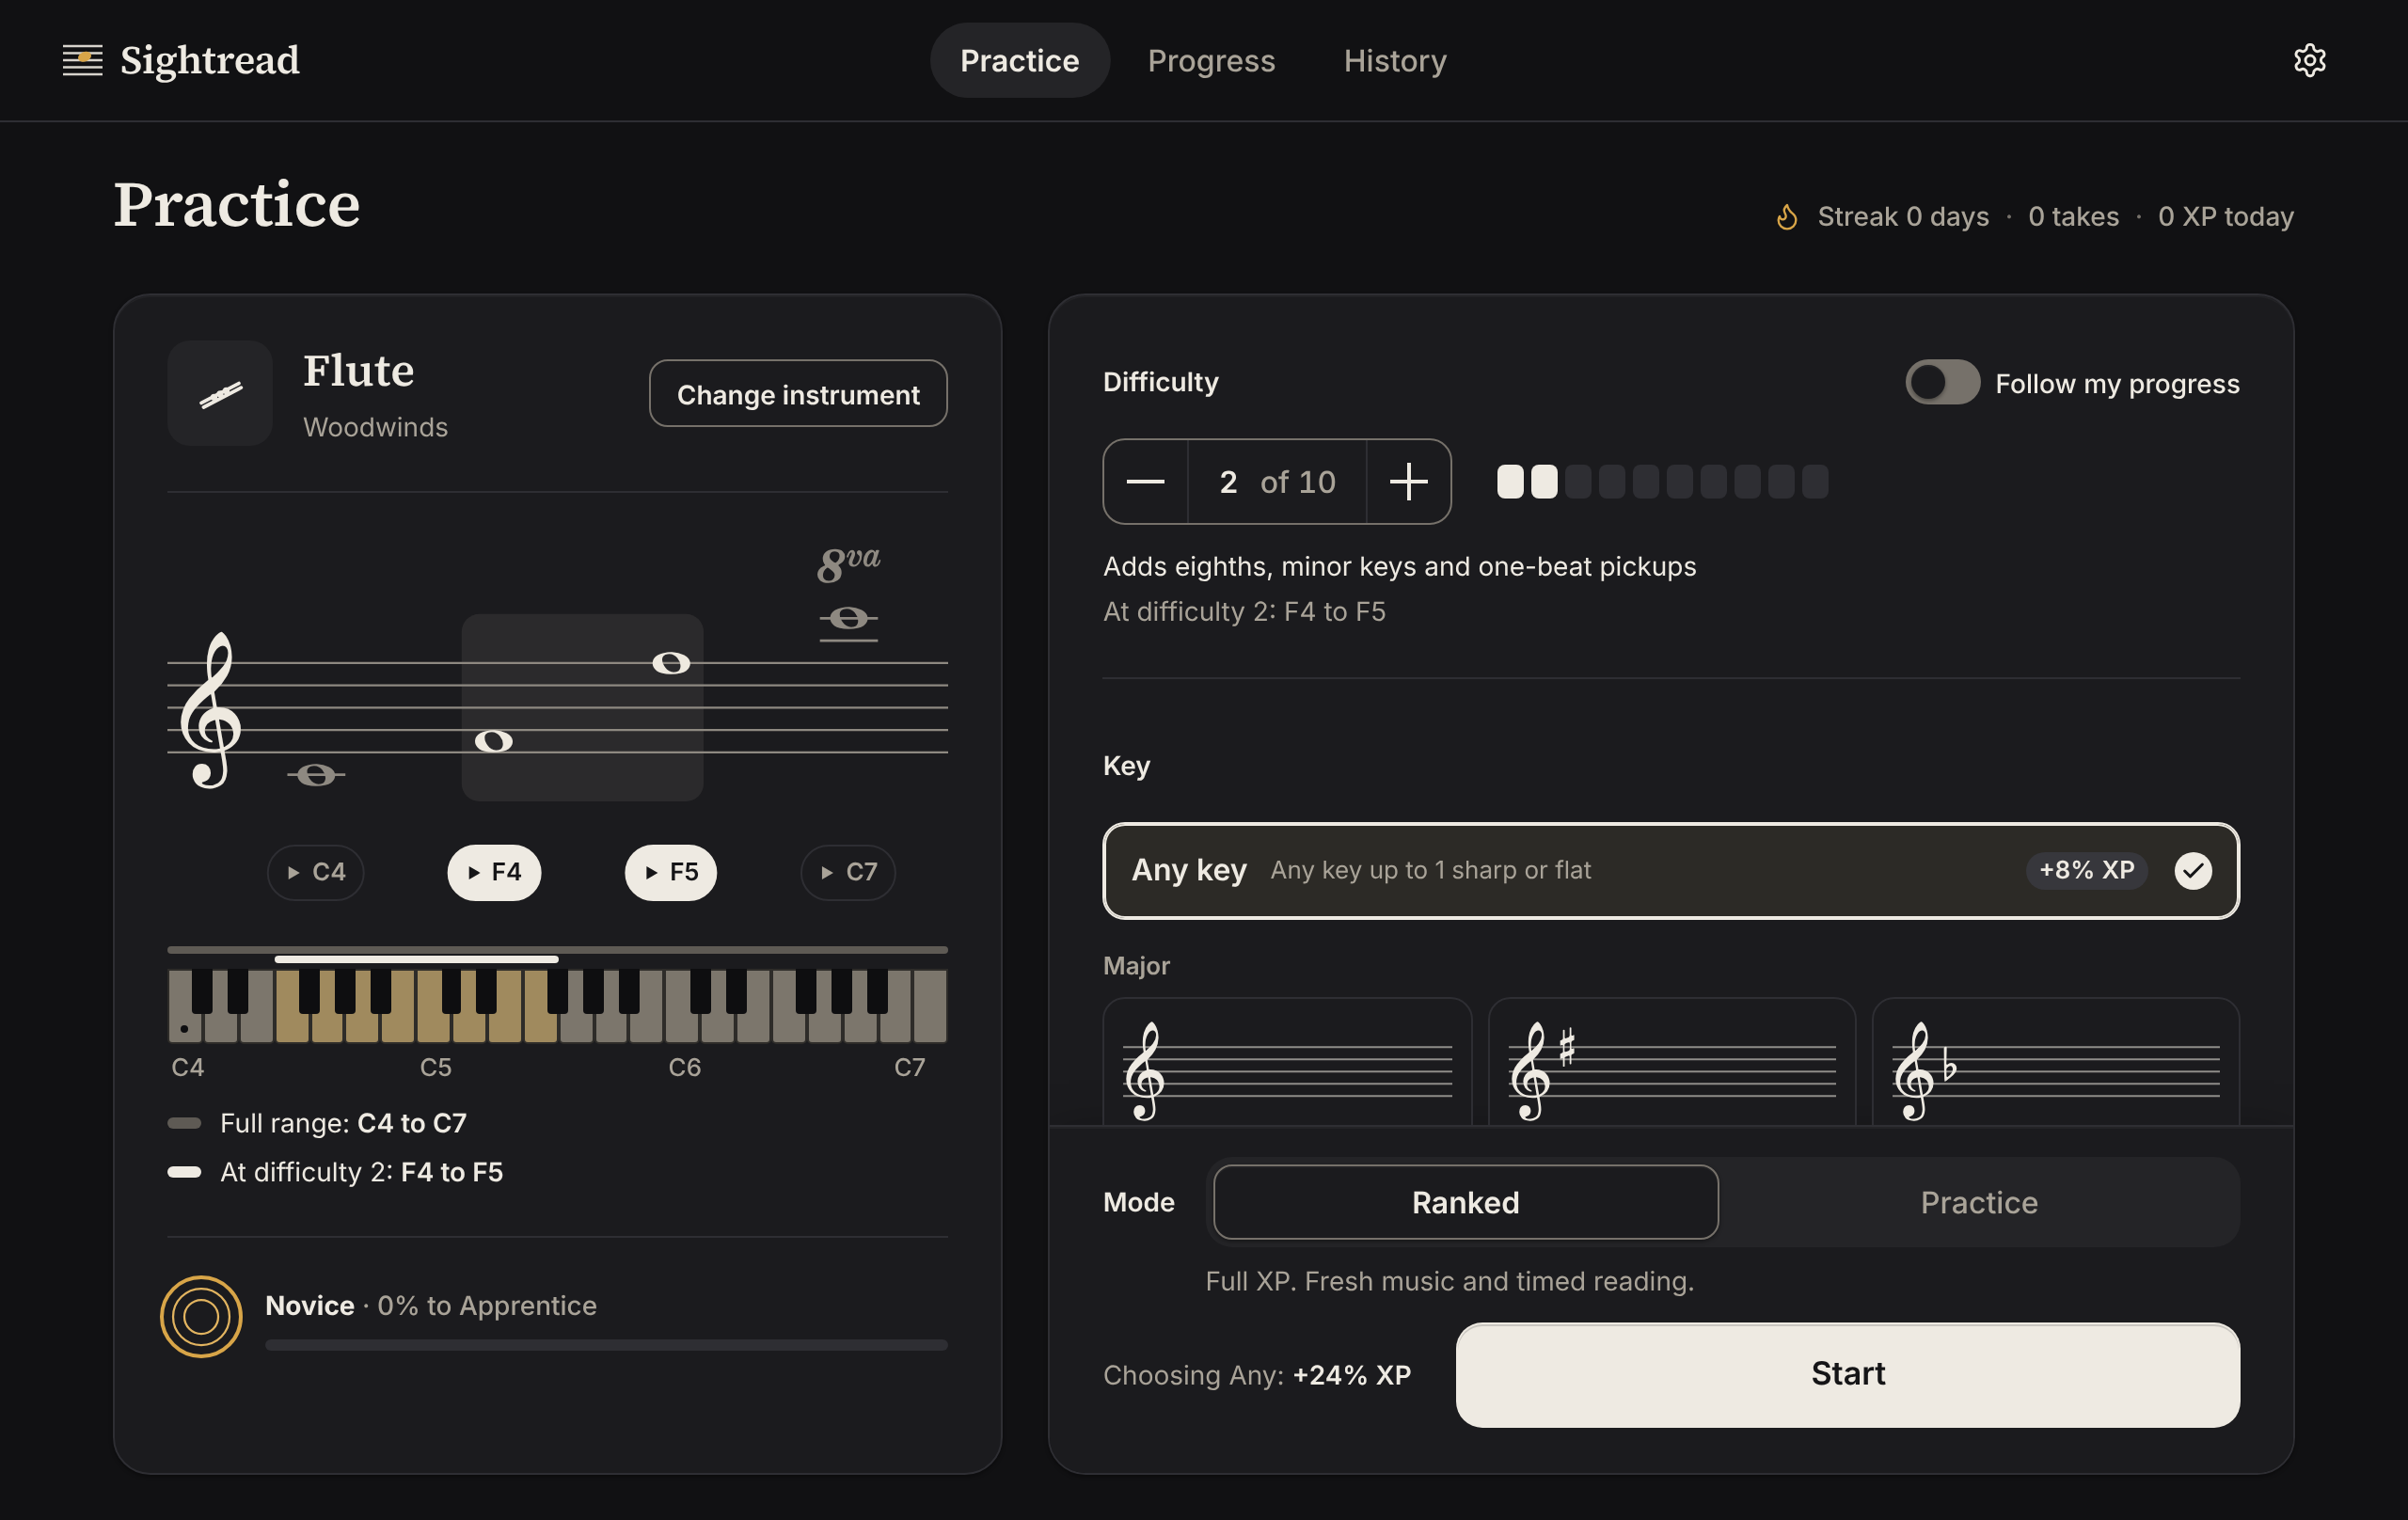 Sightread
Practice
Progress
History
Practice
Streak 0 days · 0 takes · 0 XP today
Flute
Woodwinds
Change instrument
8va
C4
F4
F5
C7
C4
C5
C6
C7
Full range: C4 to C7
At difficulty 2: F4 to F5
Novice · 0% to Apprentice
Difficulty
Follow my progress
2 of 10
Adds eighths, minor keys and one-beat pickups
At difficulty 2: F4 to F5
Key
Any key
Any key up to 1 sharp or flat
+8% XP
Major
Mode
Ranked
Practice
Full XP. Fresh music and timed reading.
Choosing Any: +24% XP
Start